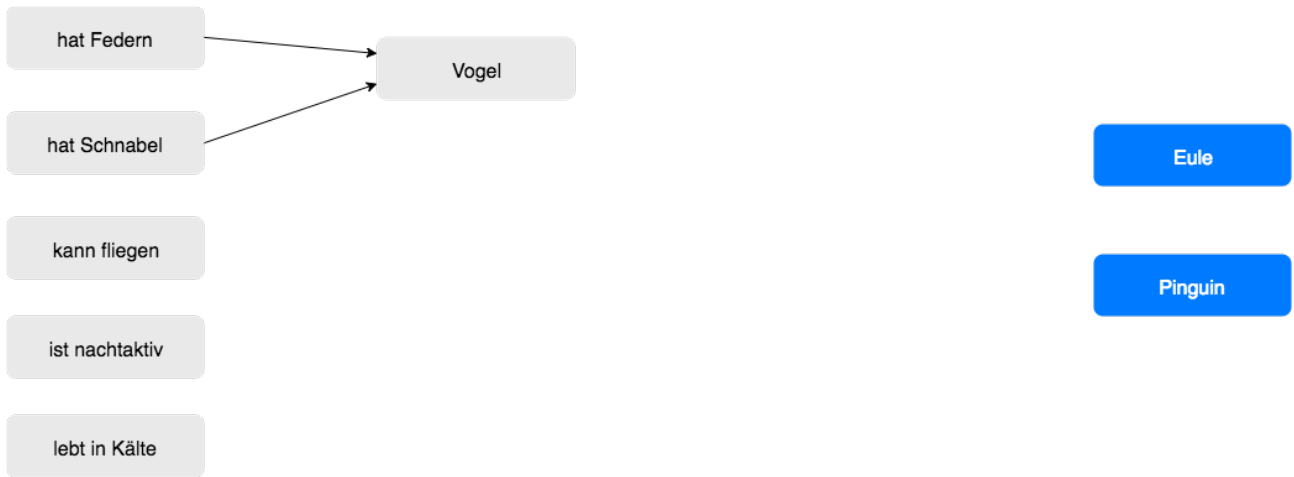 hat Federn
Vogel
hat Schnabel
Eule
kann fliegen
Pinguin
ist nachtaktiv
lebt in Kälte